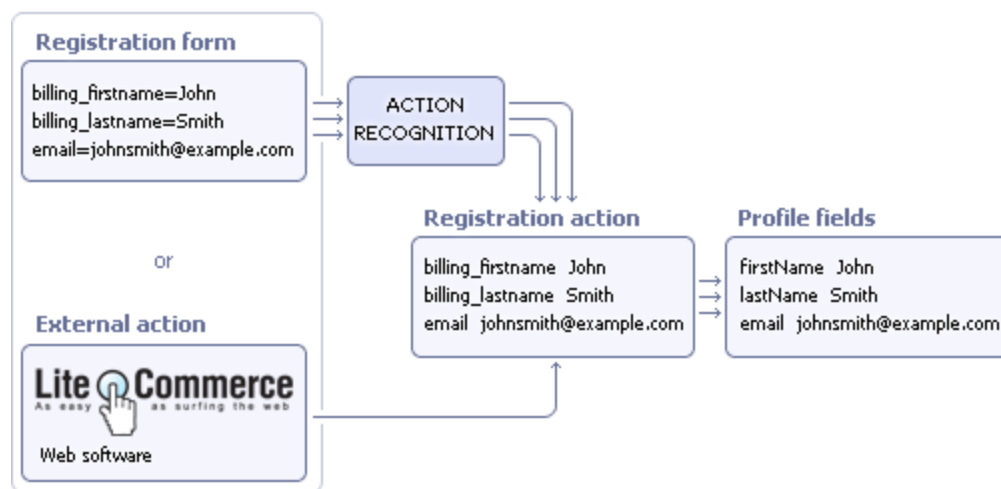 Registration form
billing_firstname=John
billing_lastname=Smith
email=johnsmith@example.com
ACTION
RECOGNITION
or
External action
Lite Commerce
As easy as surfing the web
Web software
Registration action
billing_firstname John
billing_lastname Smith
email johnsmith@example.com
Profile fields
firstName John
lastName Smith
email johnsmith@example.com